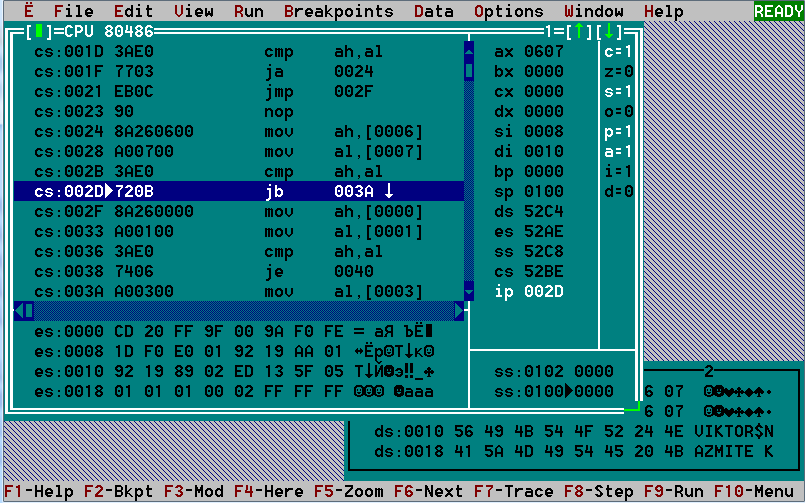 Ë File Edit View Run Breakpoints Data Options Window Help READY
[▮]=CPU 80486 1=[↑][↓]
cs:001D 3AE0 cmp ah,al ax 0607 c=1
cs:001F 7703 ja 0024 bx 0000 z=0
cs:0021 EB0C jmp 002F cx 0000 s=1
cs:0023 90 nop dx 0000 o=0
cs:0024 8A260600 mov ah,[0006] si 0008 p=1
cs:0028 A00700 mov al,[0007] di 0010 a=1
cs:002B 3AE0 cmp ah,al bp 0000 i=1
cs:002D▶720B jb 003A ↓ sp 0100 d=0
cs:002F 8A260000 mov ah,[0000] ds 52C4
cs:0033 A00100 mov al,[0001] es 52AE
cs:0036 3AE0 cmp ah,al ss 52C8
cs:0038 7406 je 0040 cs 52BE
cs:003A A00300 mov al,[0003] ip 002D
es:0000 CD 20 FF 9F 00 9A F0 FE = аЯ ЪЁ■
es:0008 1D F0 E0 01 92 19 AA 01 ↔Ёр☺Т↓к☺
es:0010 92 19 89 02 ED 13 5F 05 Т↓Й☻э‼_♣ ss:0102 0000 2
es:0018 01 01 01 00 02 FF FF FF ☺☺☺ ☻ааа ss:0100▶0000 6 07 ☺☻♥♦♣♠•
6 07 ☺☻♥♦♣♠•
ds:0010 56 49 4B 54 4F 52 24 4E VIKTOR$N
ds:0018 41 5A 4D 49 54 45 20 4B AZMITE K
F1-Help F2-Bkpt F3-Mod F4-Here F5-Zoom F6-Next F7-Trace F8-Step F9-Run F10-Menu